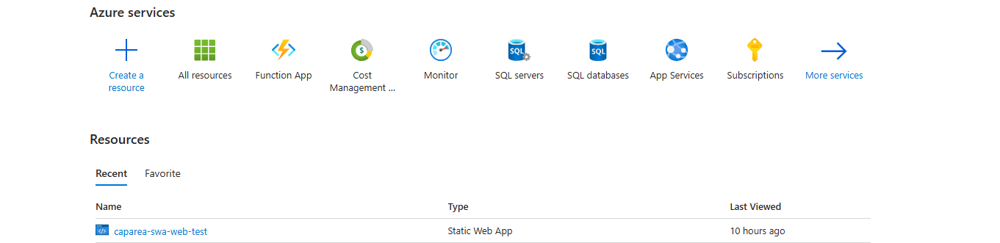 Azure services
Create a
resource
All resources
Function App
Cost
Management ...
Monitor
SQL servers
SQL databases
App Services
Subscriptions
More services
Resources
Recent Favorite
Name Type Last Viewed
caparea-swa-web-test Static Web App 10 hours ago